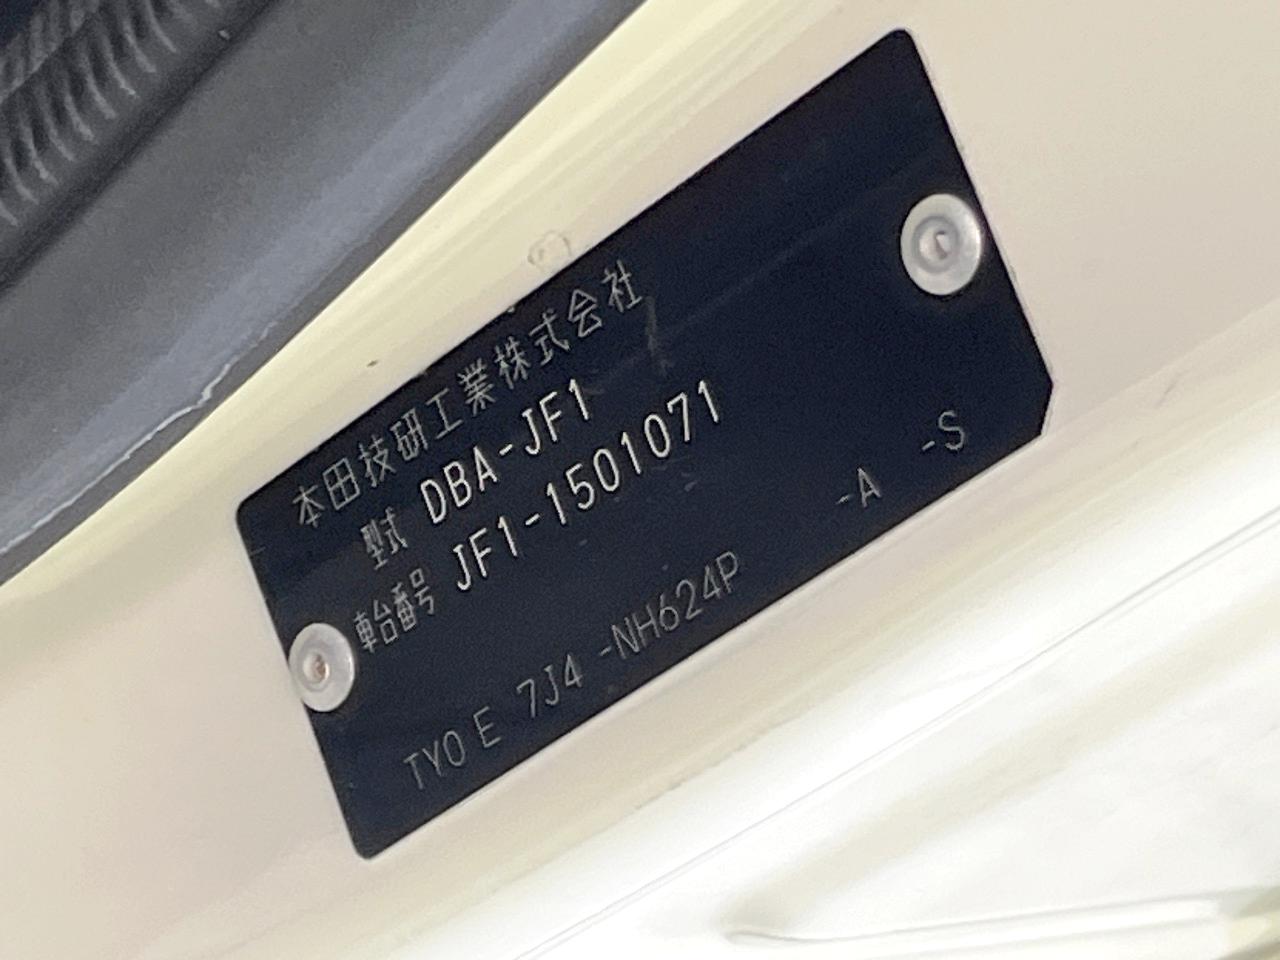 本田技研工業株式会社
型式 DBA-JF1
車台番号 JF1-1501071
TY0 E 7J4 -NH624P -A -S